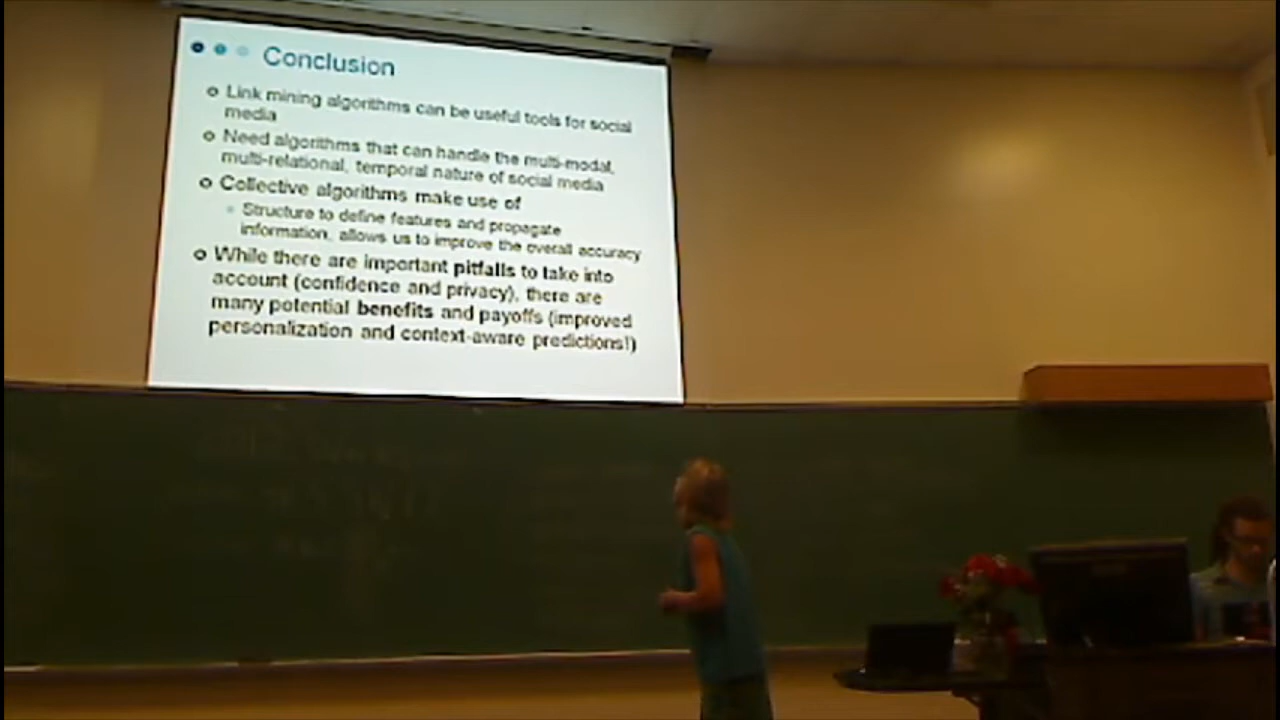 Conclusion
Link mining algorithms can be useful tools for social
media
Need algorithms that can handle the multi-modal,
multi-relational, temporal nature of social media
Collective algorithms make use of
Structure to define features and propagate
information, allows us to improve the overall accuracy
While there are important pitfalls to take into
account (confidence and privacy), there are
many potential benefits and payoffs (improved
personalization and context-aware predictions!)